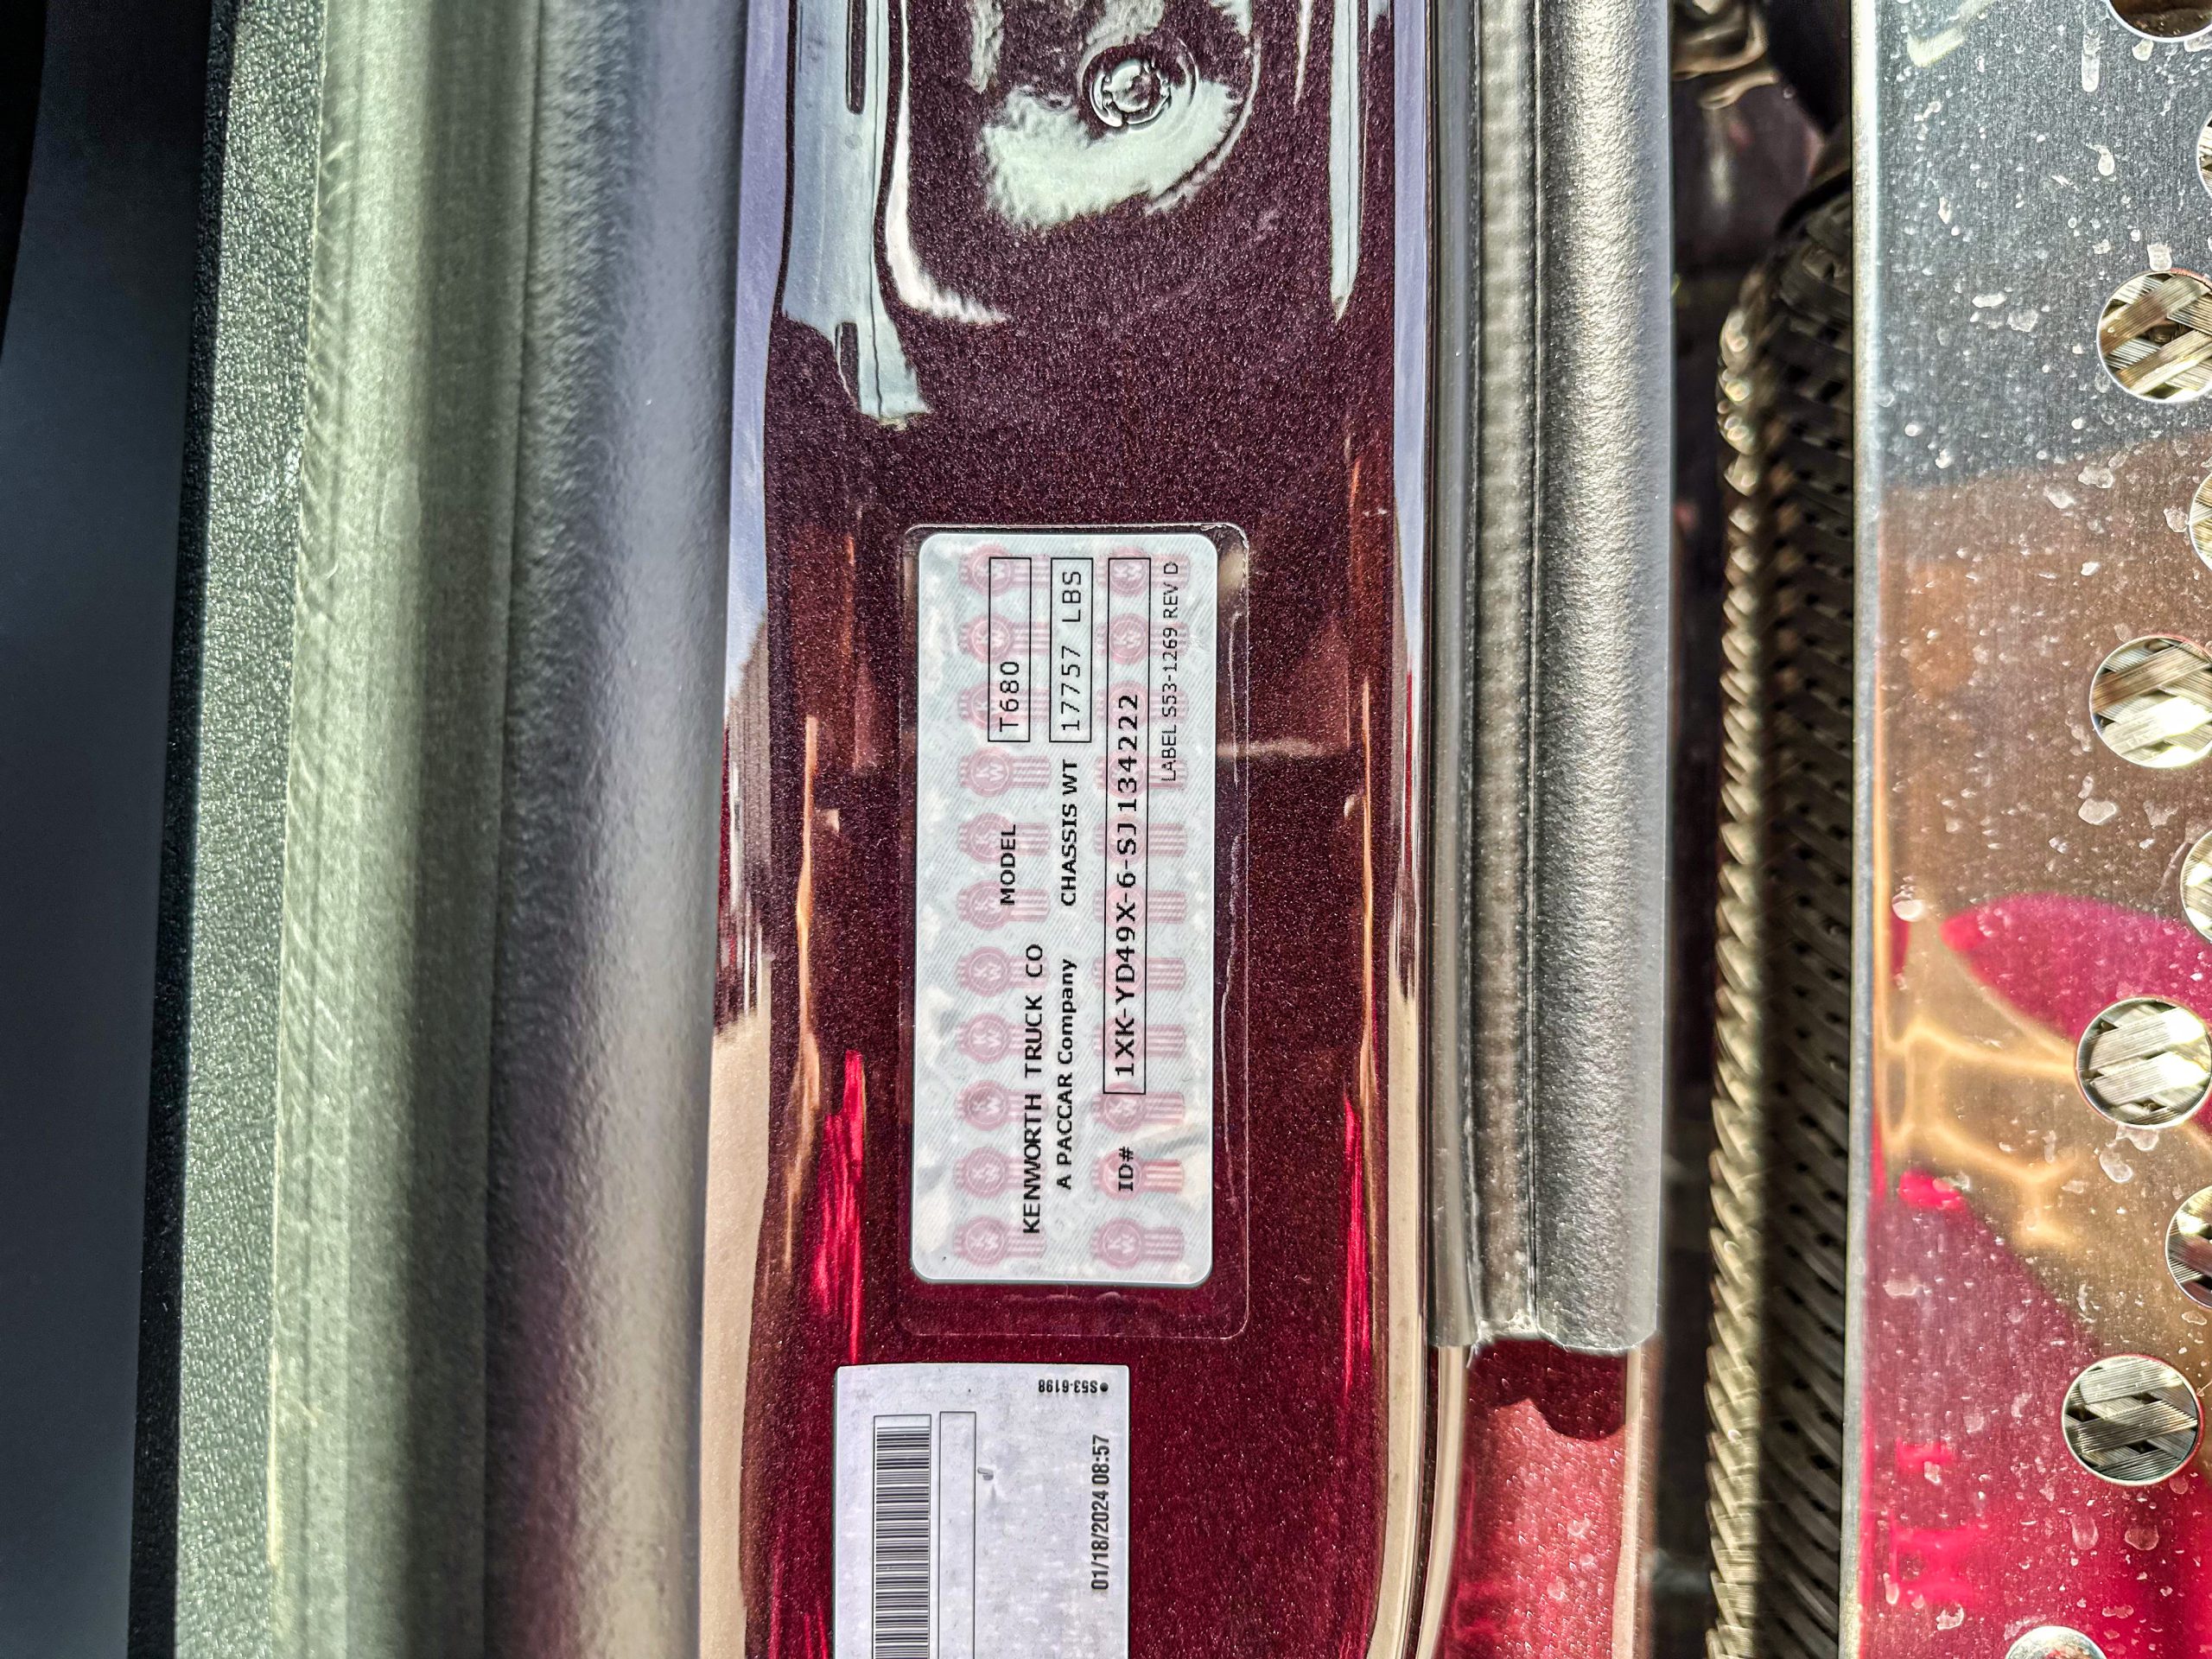 KENWORTH TRUCK CO
A PACCAR Company
MODEL T680
CHASSIS WT 17757 LBS
ID# 1XK-YD49X-6-SJ134222
LABEL S53-1269 REV D
●S53-6198
01/18/2024 08:57